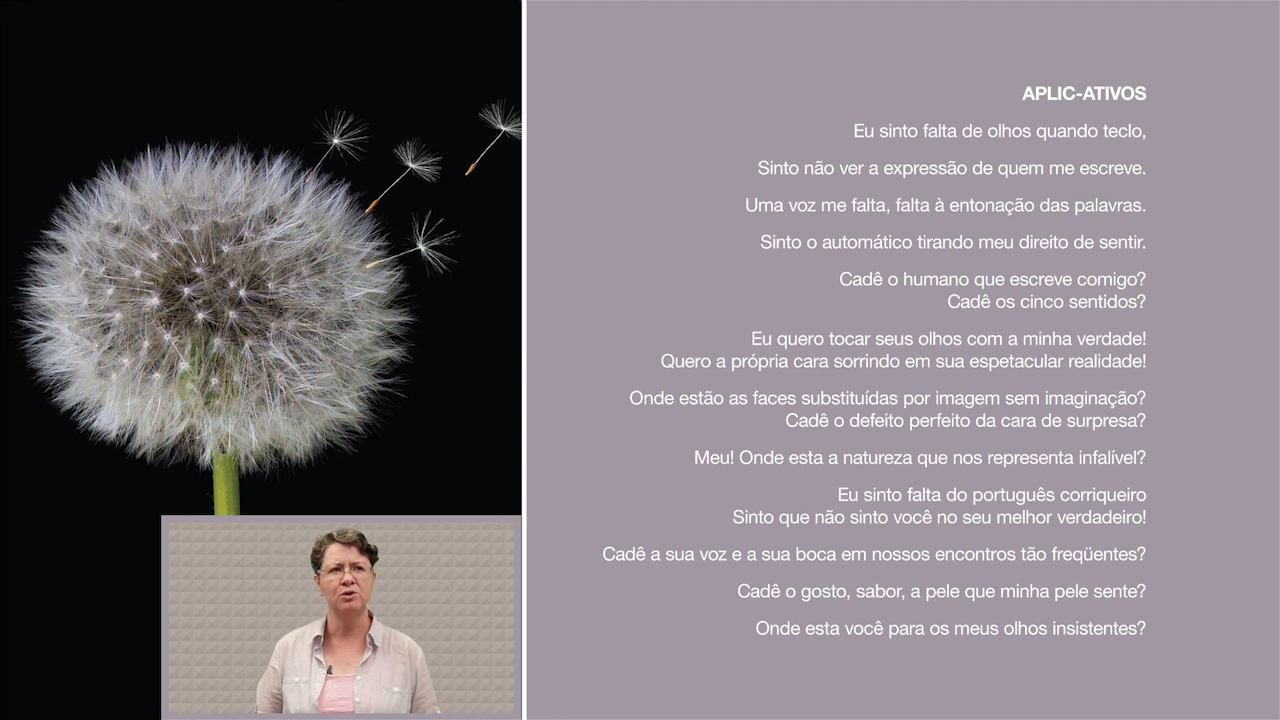 APLIC-ATIVOS
Eu sinto falta de olhos quando teclo,
Sinto não ver a expressão de quem me escreve.
Uma voz me falta, falta à entonação das palavras.
Sinto o automático tirando meu direito de sentir.
Cadê o humano que escreve comigo?
Cadê os cinco sentidos?
Eu quero tocar seus olhos com a minha verdade!
Quero a própria cara sorrindo em sua espetacular realidade!
Onde estão as faces substituídas por imagem sem imaginação?
Cadê o defeito perfeito da cara de surpresa?
Meu! Onde esta a natureza que nos representa infalível?
Eu sinto falta do português corriqueiro
Sinto que não sinto você no seu melhor verdadeiro!
Cadê a sua voz e a sua boca em nossos encontros tão freqüentes?
Cadê o gosto, sabor, a pele que minha pele sente?
Onde esta você para os meus olhos insistentes?